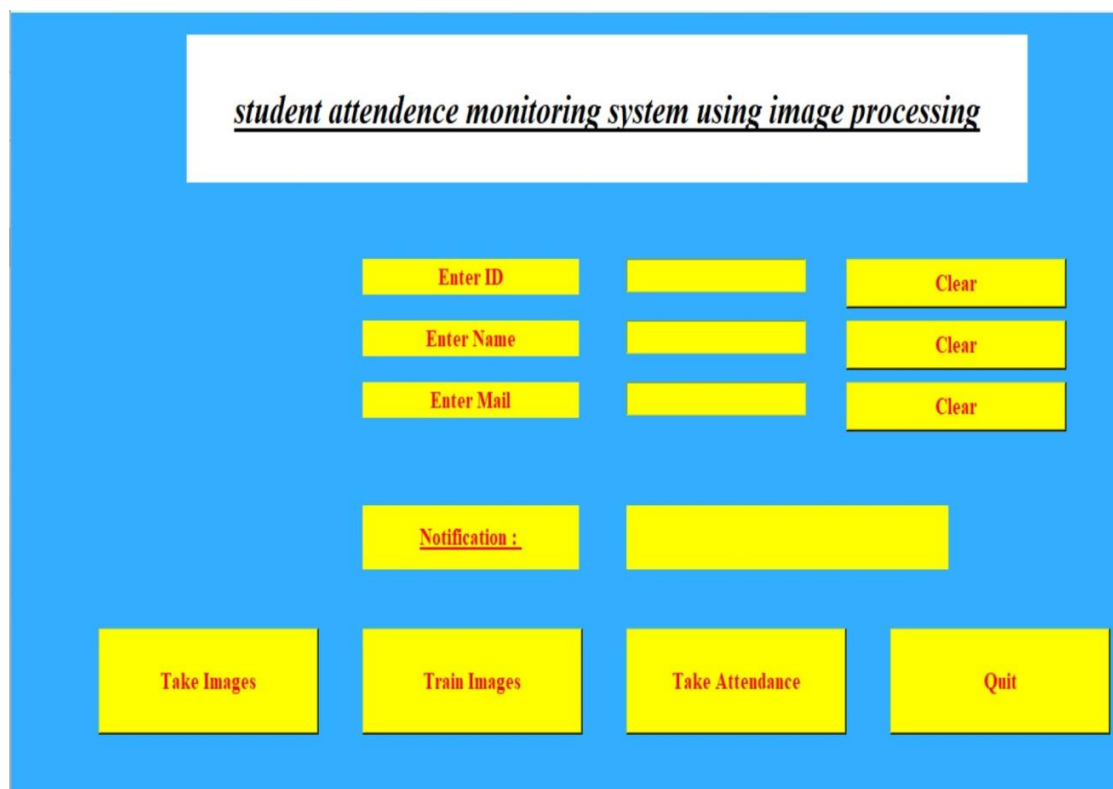 student attendence monitoring system using image processing
Enter ID
Clear
Enter Name
Clear
Enter Mail
Clear
Notification :
Take Images
Train Images
Take Attendance
Quit